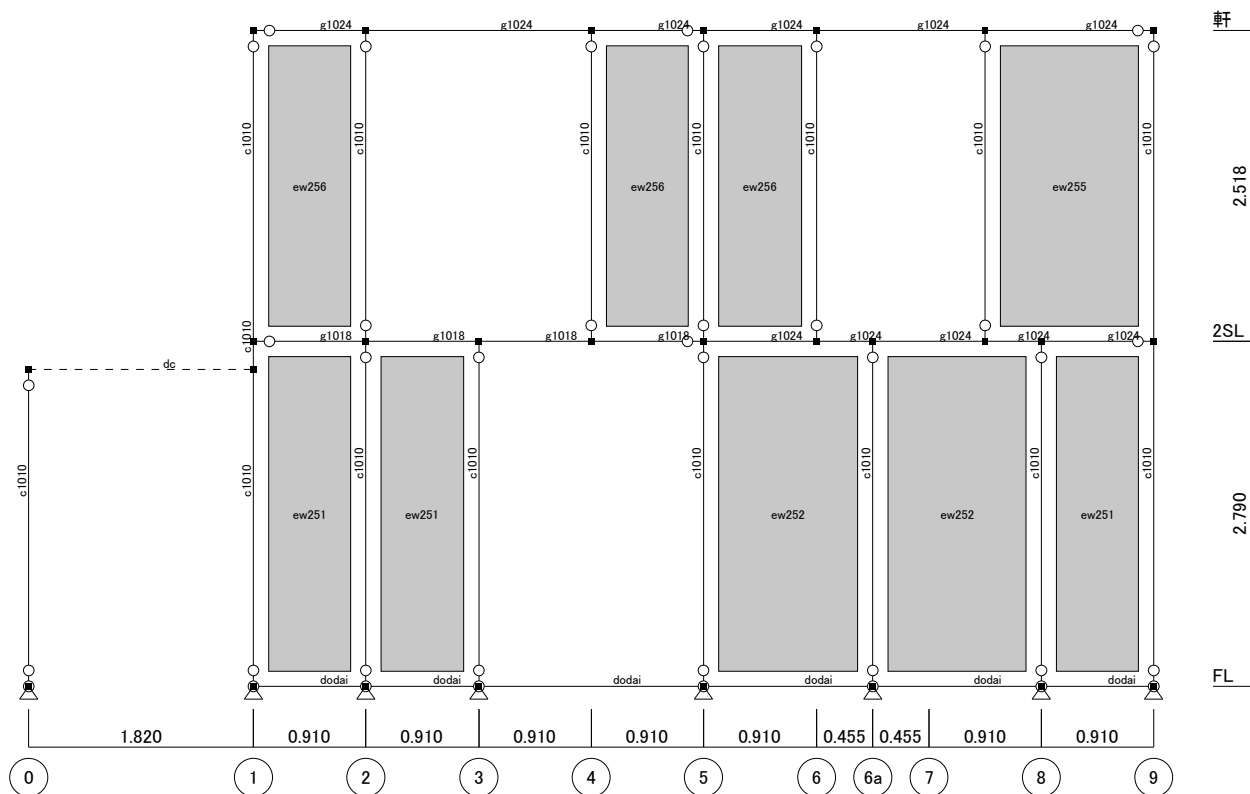 g1024 g1024 g1024 g1024 g1024 軒
c1010 c1010 c1010 c1010 c1010 c1010 c1010
ew256 ew256 ew256 ew255 2.518
c1010 g1018 g1018 g1018 g1018 g1024 g1024 g1024 g1024 g1024 2SL
dc
c1010 c1010 c1010 c1010 c1010 c1010 c1010 c1010
ew251 ew251 ew252 ew252 ew251 2.790
dodai dodai dodai dodai dodai dodai FL
1.820 0.910 0.910 0.910 0.910 0.910 0.455 0.455 0.910 0.910
0 1 2 3 4 5 6 6a 7 8 9